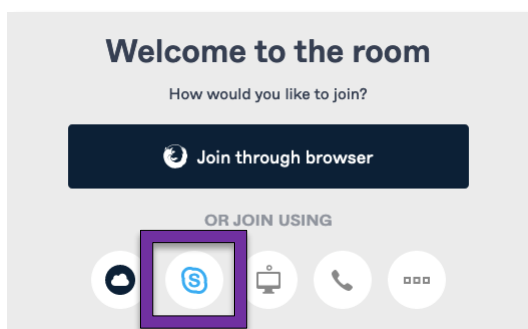 Welcome to the room
How would you like to join?
Join through browser
OR JOIN USING
S